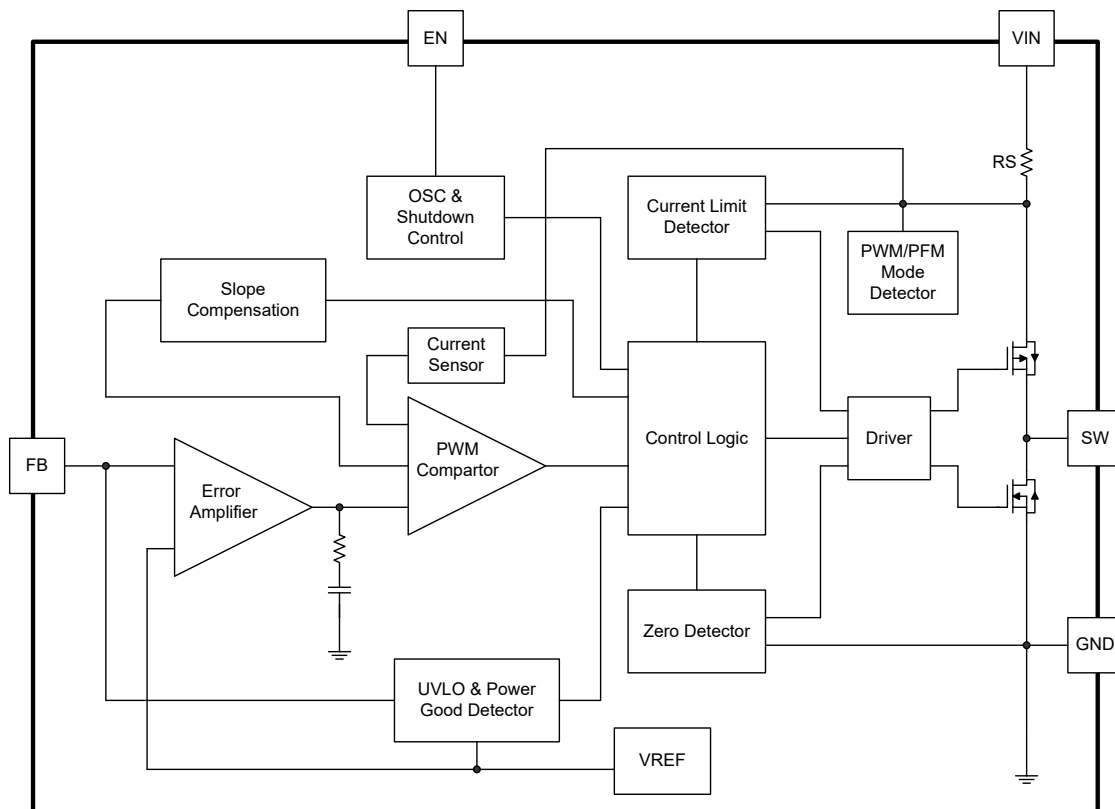 EN
VIN
RS
OSC &
Shutdown
Control
Current Limit
Detector
PWM/PFM
Mode
Detector
Slope
Compensation
Current
Sensor
FB
Error
Amplifier
PWM
Compartor
Control Logic
Driver
SW
Zero Detector
GND
UVLO & Power
Good Detector
VREF